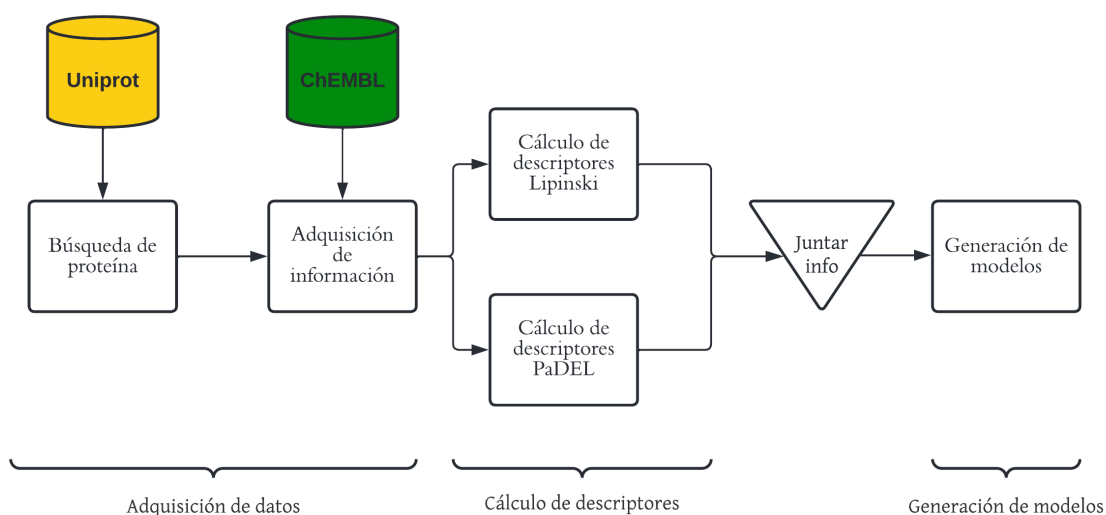 Uniprot
ChEMBL
Búsqueda de
proteína
Adquisición
de
información
Cálculo de
descriptores
Lipinski
Cálculo de
descriptores
PaDEL
Juntar
info
Generación de
modelos
Adquisición de datos
Cálculo de descriptores
Generación de modelos